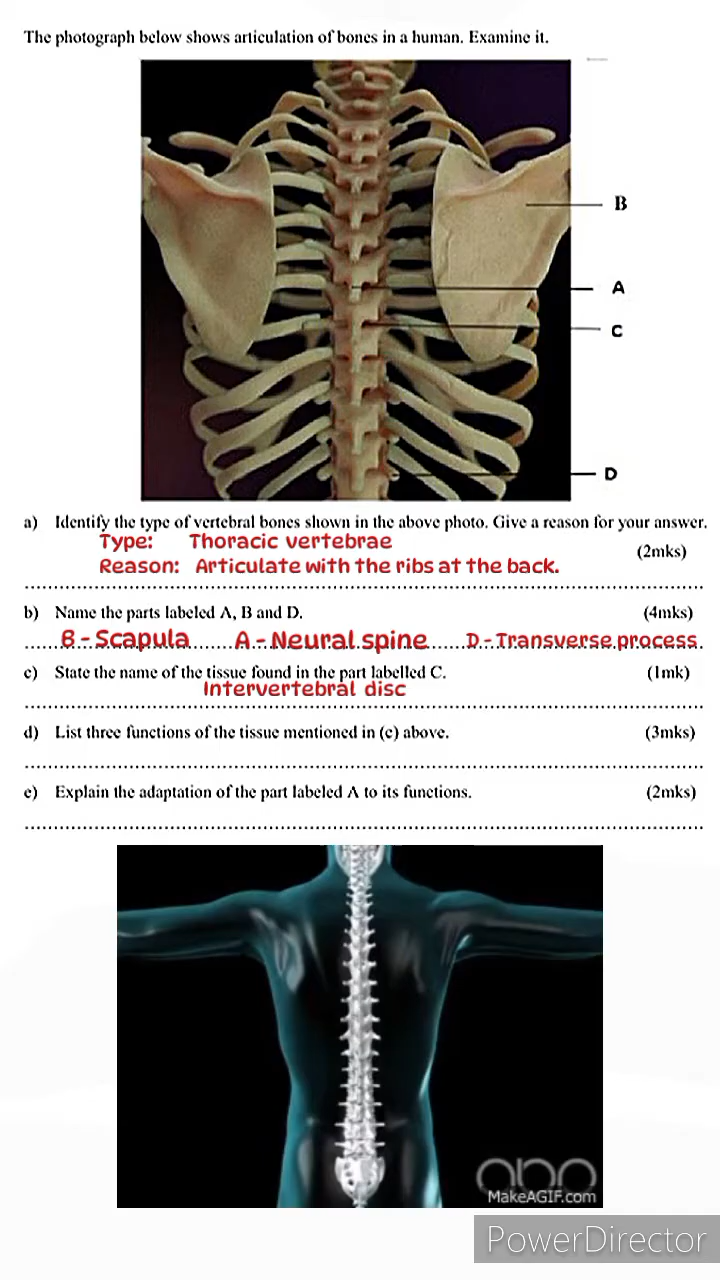 The photograph below shows articulation of bones in a human. Examine it.
B
A
C
D
a) Identify the type of vertebral bones shown in the above photo. Give a reason for your answer.
Type: Thoracic vertebrae
(2mks)
Reason: Articulate with the ribs at the back.
b) Name the parts labeled A, B and D. (4mks)
B - Scapula A - Neural spine D - Transverse process
c) State the name of the tissue found in the part labelled C. (1mk)
Intervertebral disc
d) List three functions of the tissue mentioned in (c) above. (3mks)
e) Explain the adaptation of the part labeled A to its functions. (2mks)
MakeAGIF.com
PowerDirector